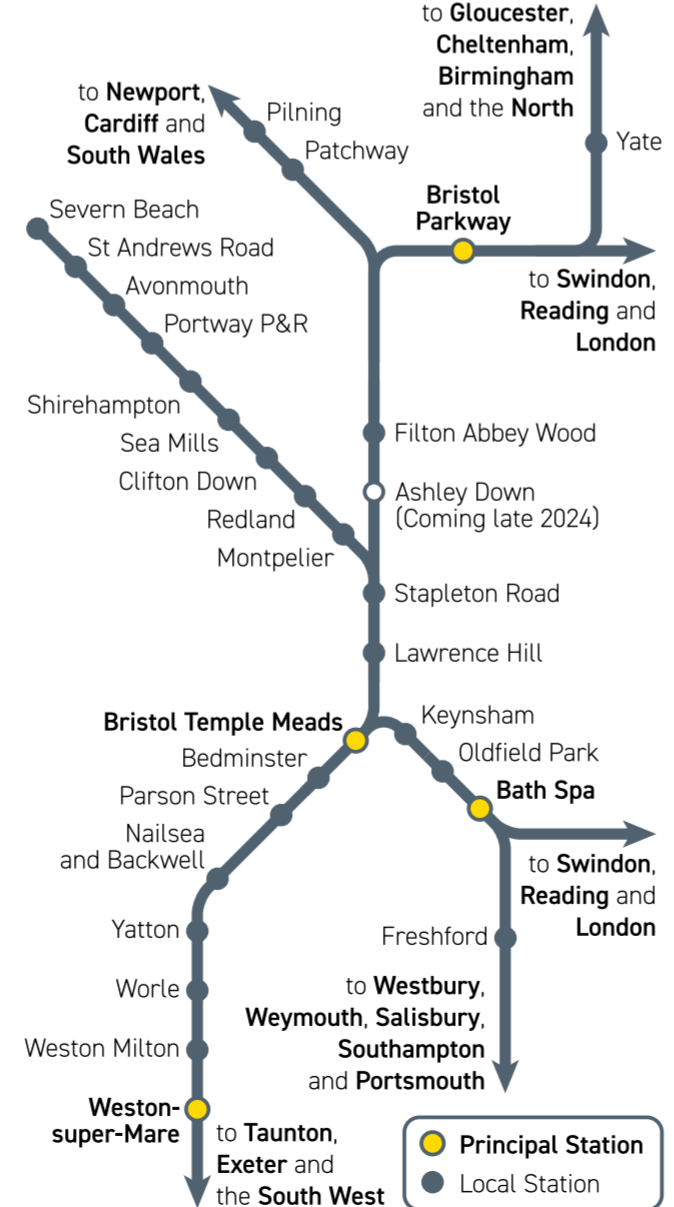 to Gloucester,
Cheltenham,
Birmingham
and the North
to Newport,
Cardiff and
South Wales
Pilning
Patchway
Yate
Bristol
Parkway
to Swindon,
Reading and
London
Severn Beach
St Andrews Road
Avonmouth
Portway P&R
Shirehampton
Sea Mills
Clifton Down
Redland
Montpelier
Filton Abbey Wood
Ashley Down
(Coming late 2024)
Stapleton Road
Lawrence Hill
Bristol Temple Meads
Bedminster
Parson Street
Nailsea
and Backwell
Yatton
Worle
Weston Milton
Weston-
super-Mare
to Taunton,
Exeter and
the South West
Keynsham
Oldfield Park
Bath Spa
to Swindon,
Reading and
London
Freshford
to Westbury,
Weymouth, Salisbury,
Southampton
and Portsmouth
Principal Station
Local Station